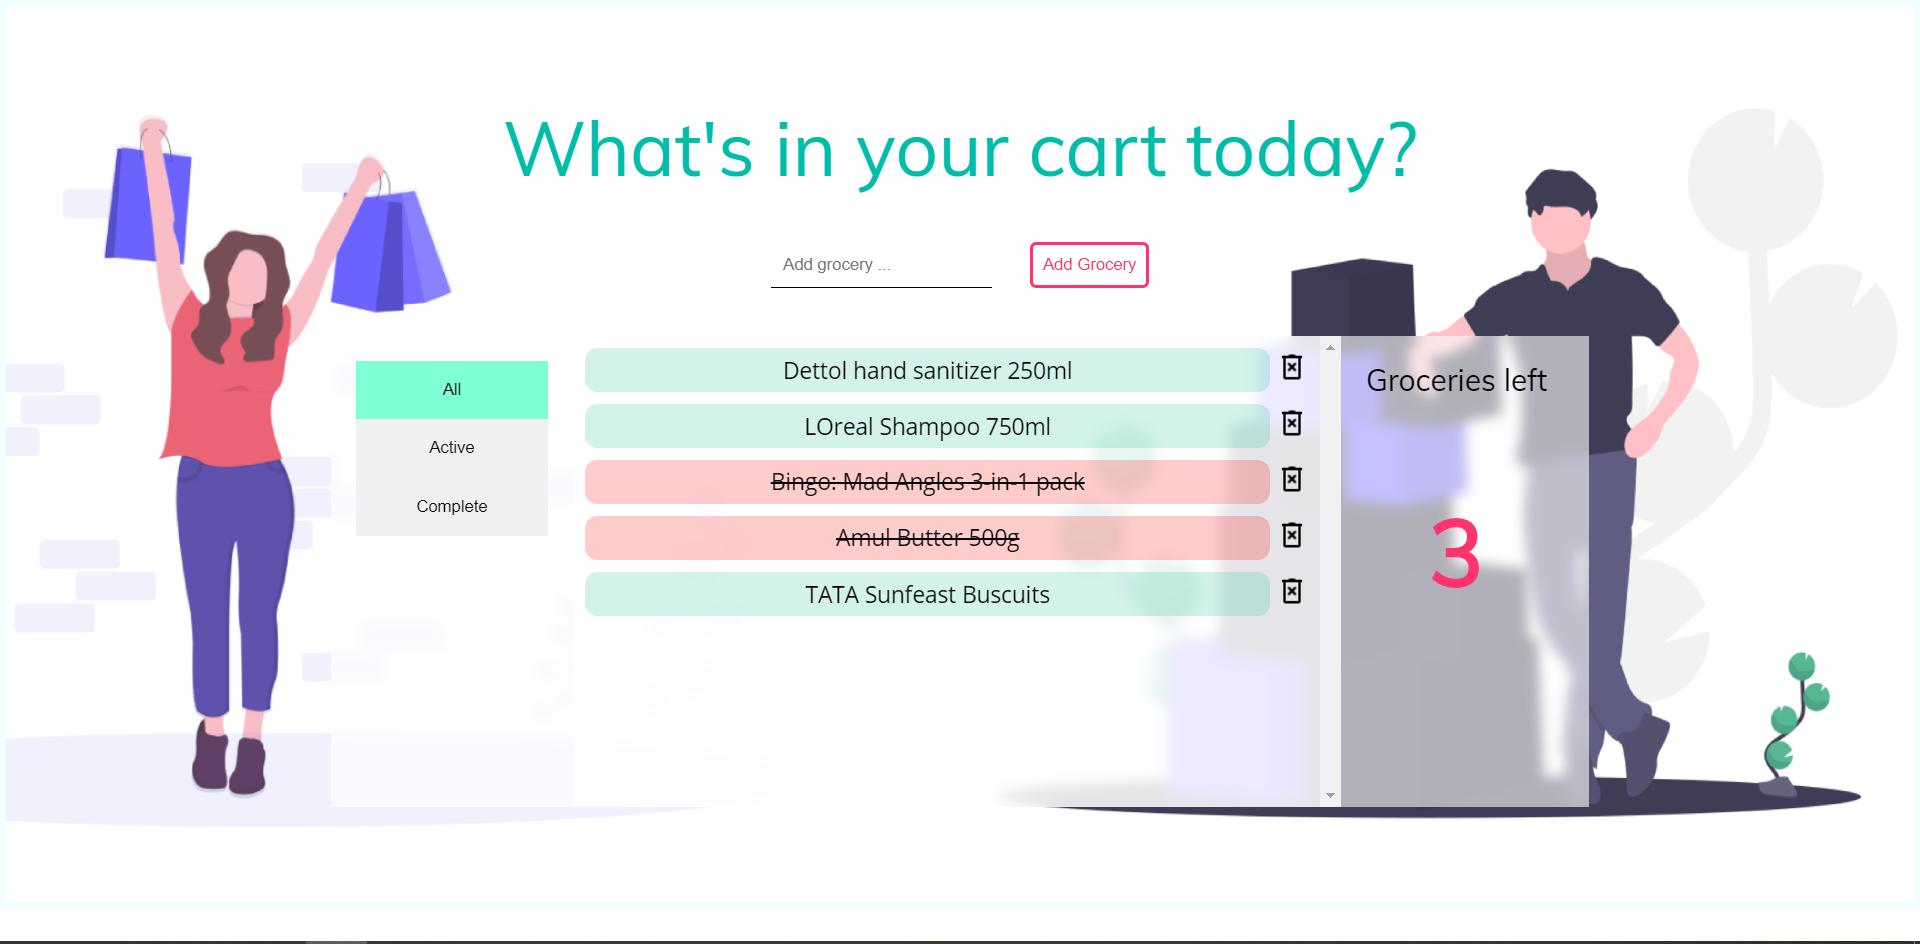 What's in your cart today?
Add grocery ...
Add Grocery
All
Active
Complete
Dettol hand sanitizer 250ml
LOreal Shampoo 750ml
Bingo: Mad Angles 3-in-1 pack
Amul Butter 500g
TATA Sunfeast Buscuits
Groceries left
3